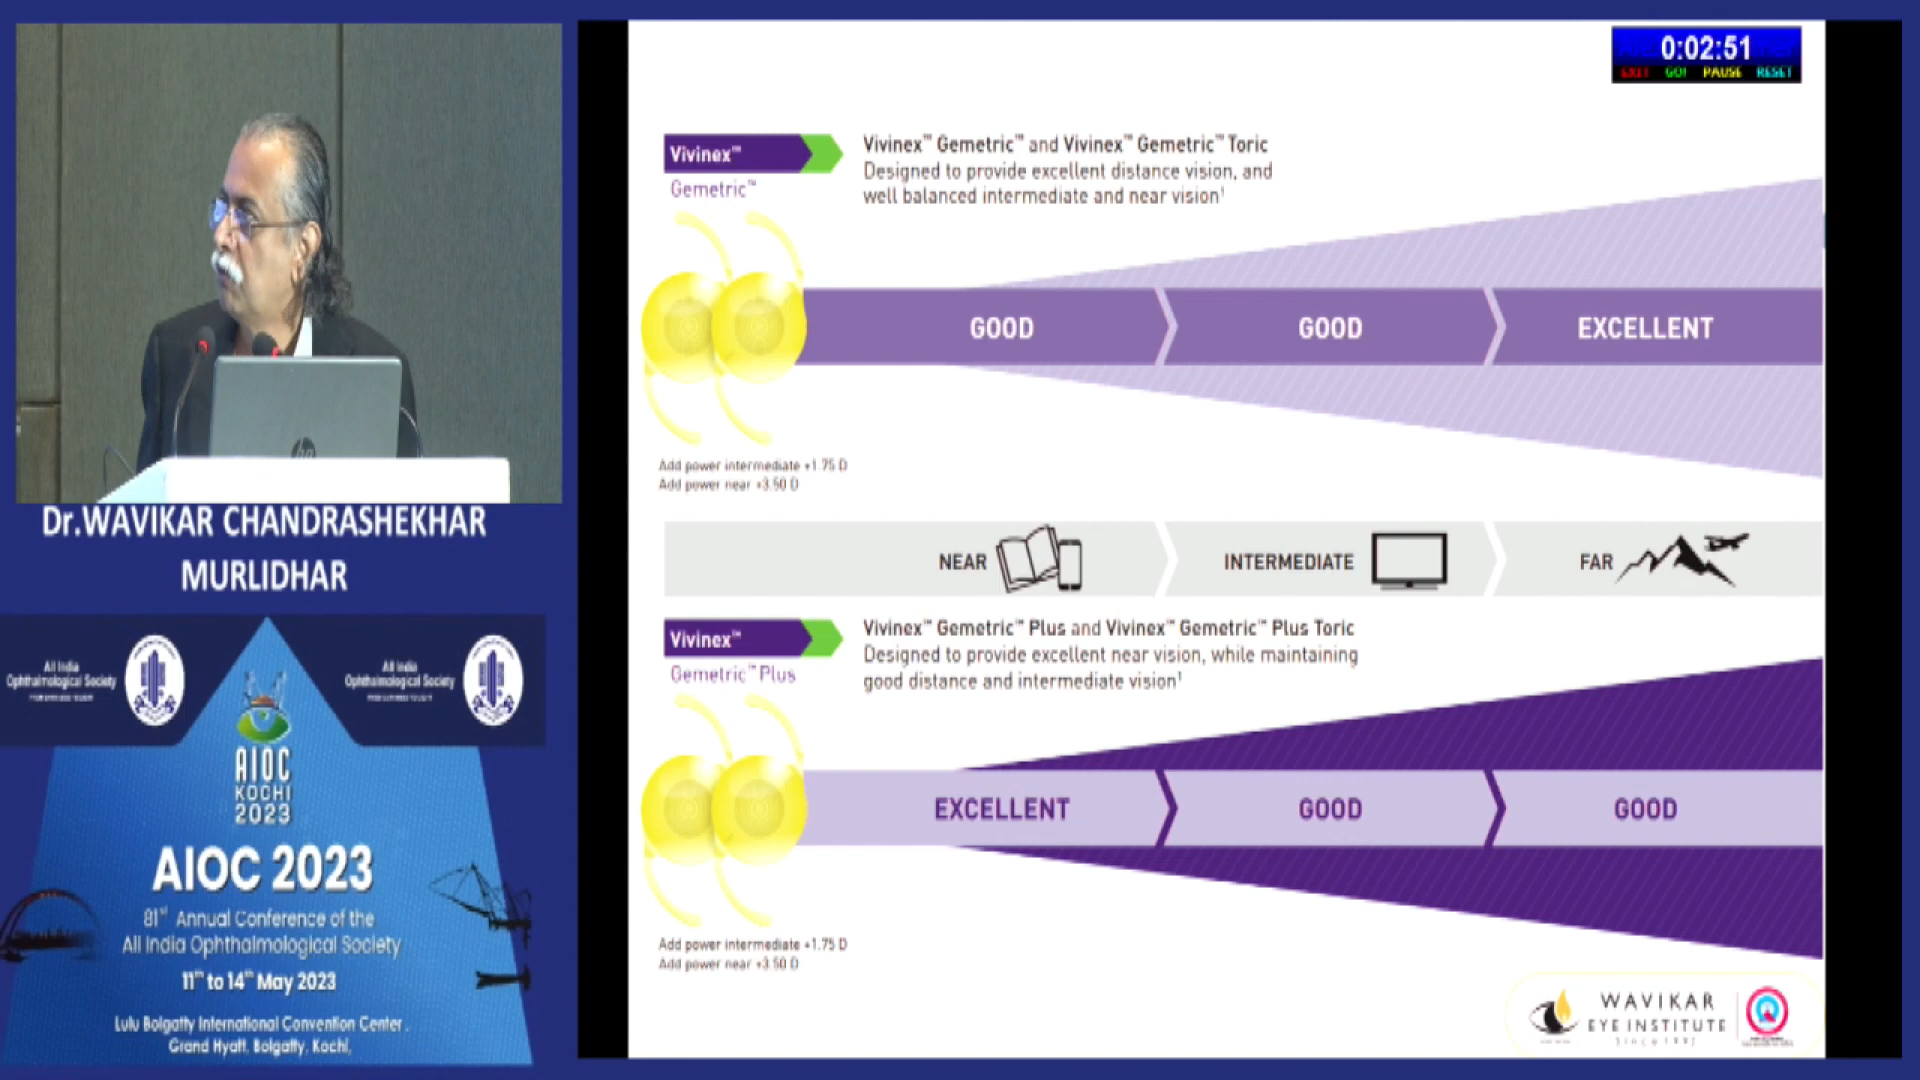 0:02:51
EXIT GO! PAUSE RESET
Vivinex™
Gemetric™
Vivinex™ Gemetric™ and Vivinex™ Gemetric™ Toric
Designed to provide excellent distance vision, and
well balanced intermediate and near vision¹
GOOD
GOOD
EXCELLENT
Add power intermediate +1.75 D
Add power near +3.50 D
NEAR
INTERMEDIATE
FAR
Vivinex™
Gemetric™ Plus
Vivinex™ Gemetric™ Plus and Vivinex™ Gemetric™ Plus Toric
Designed to provide excellent near vision, while maintaining
good distance and intermediate vision¹
EXCELLENT
GOOD
GOOD
Add power intermediate +1.75 D
Add power near +3.50 D
WAVIKAR
EYE INSTITUTE
hp
Dr.WAVIKAR CHANDRASHEKHAR
MURLIDHAR
All India
Ophthalmological Society
All India
Ophthalmological Society
AIOC
KOCHI
2023
AIOC 2023
81st Annual Conference of the
All India Ophthalmological Society
11th to 14th May 2023
Lulu Bolgatty International Convention Center,
Grand Hyatt, Bolgatty, Kochi,